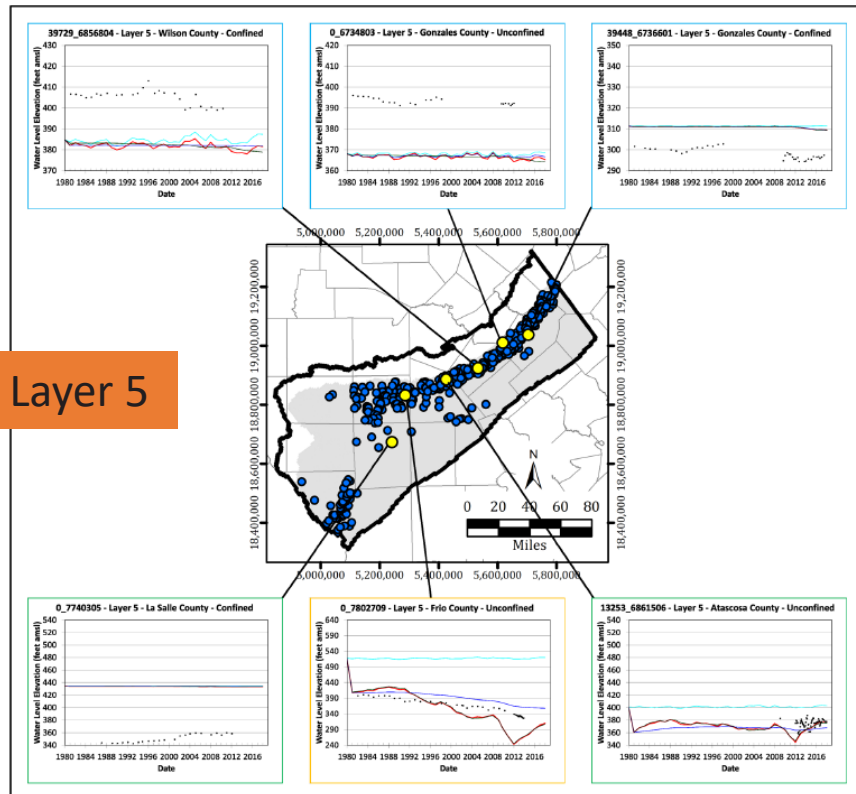 39729_6856804 - Layer 5 - Wilson County - Confined
Water Level Elevation (feet amsl)
430
420
410
400
390
380
370
1980 1984 1988 1992 1996 2000 2004 2008 2012 2016
Date
0_6734803 - Layer 5 - Gonzales County - Unconfined
Water Level Elevation (feet amsl)
420
410
400
390
380
370
360
1980 1984 1988 1992 1996 2000 2004 2008 2012 2016
Date
39448_6736601 - Layer 5 - Gonzales County - Confined
Water Level Elevation (feet amsl)
350
340
330
320
310
300
290
1980 1984 1988 1992 1996 2000 2004 2008 2012 2016
Date
5,000,000 5,200,000 5,400,000 5,600,000 5,800,000
19,200,000
19,000,000
18,800,000
18,600,000
18,400,000
19,200,000
19,000,000
18,800,000
18,600,000
18,400,000
N
0 20 40 60 80
Miles
5,000,000 5,200,000 5,400,000 5,600,000 5,800,000
Layer 5
0_7740305 - Layer 5 - La Salle County - Confined
Water Level Elevation (feet amsl)
540
520
500
480
460
440
420
400
380
360
340
1980 1984 1988 1992 1996 2000 2004 2008 2012 2016
Date
0_7802709 - Layer 5 - Frio County - Unconfined
Water Level Elevation (feet amsl)
640
590
540
490
440
390
340
290
240
1980 1984 1988 1992 1996 2000 2004 2008 2012 2016
Date
13253_6861506 - Layer 5 - Atascosa County - Unconfined
Water Level Elevation (feet amsl)
540
520
500
480
460
440
420
400
380
360
340
1980 1984 1988 1992 1996 2000 2004 2008 2012 2016
Date